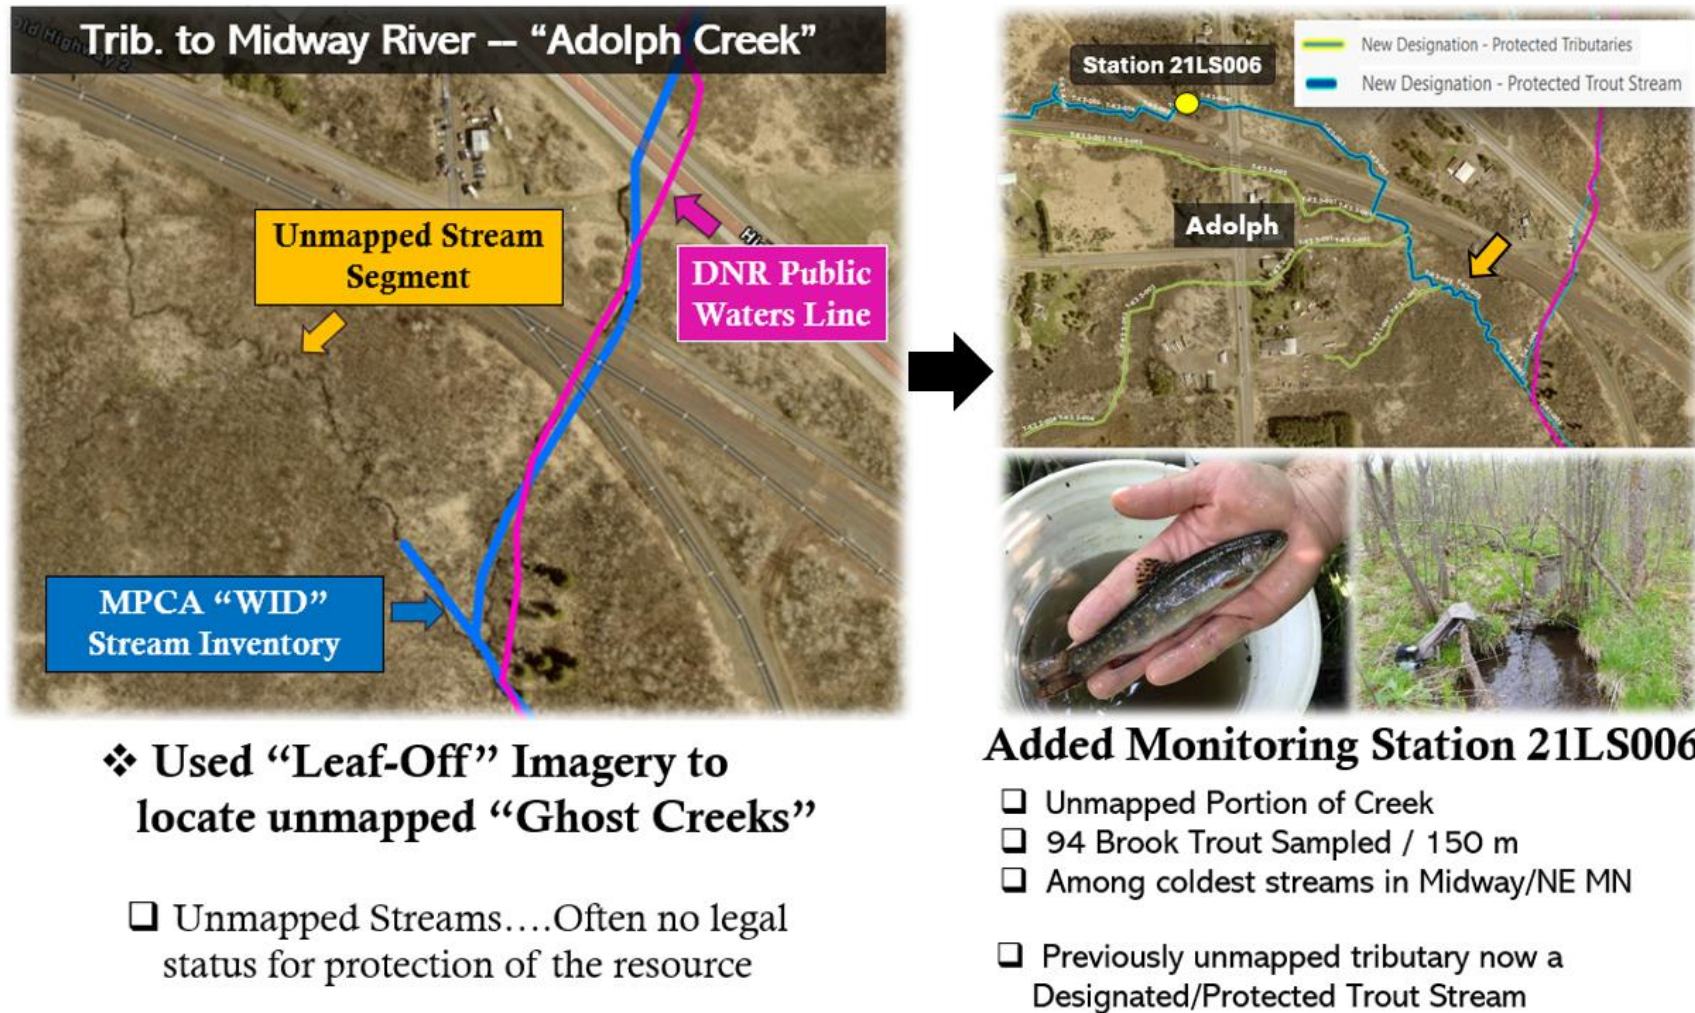 Old Highway 2
Trib. to Midway River -- “Adolph Creek”
Unmapped Stream
Segment
DNR Public
Waters Line
MPCA “WID”
Stream Inventory
❖ Used “Leaf-Off” Imagery to
locate unmapped “Ghost Creeks”
❑ Unmapped Streams....Often no legal
status for protection of the resource
New Designation - Protected Tributaries
New Designation - Protected Trout Stream
Station 21LS006
Adolph
Added Monitoring Station 21LS006
❑ Unmapped Portion of Creek
❑ 94 Brook Trout Sampled / 150 m
❑ Among coldest streams in Midway/NE MN
❑ Previously unmapped tributary now a
Designated/Protected Trout Stream